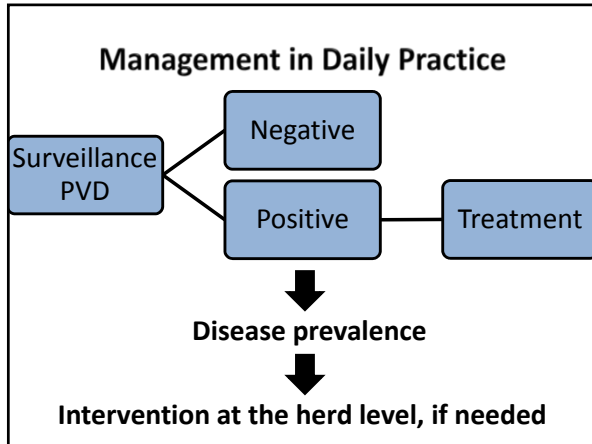 Management in Daily Practice
Negative
Surveillance
PVD
Positive
Treatment
Disease prevalence
Intervention at the herd level, if needed